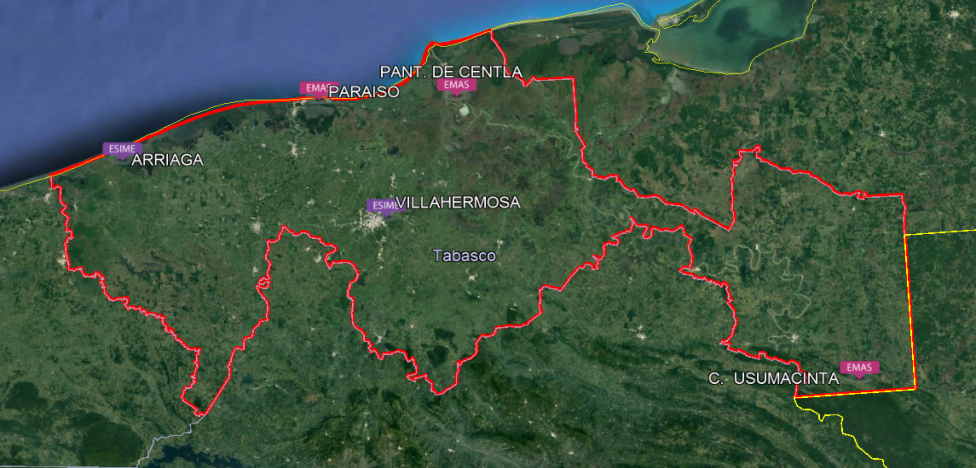 PANT. DE CENTLA
EMAS
EMAS
PARAISO
ESIME
ARRIAGA
ESIME
VILLAHERMOSA
Tabasco
EMAS
C. USUMACINTA